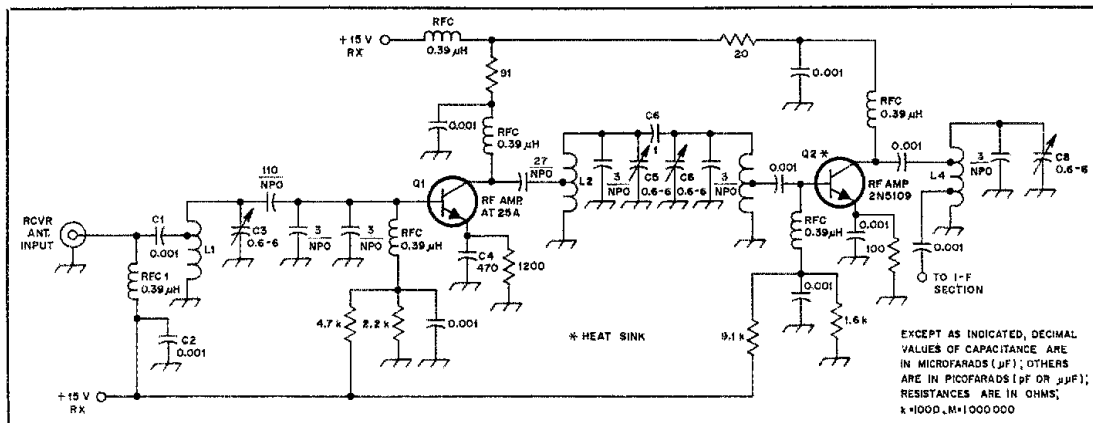 RFC
0.39 µH
+15 V
RX
91
20
0.001
0.001
RFC
0.39 µH
RFC
0.39 µH
C6
1
Q1
27
NPO
L2
3
NPO
C5
0.6-6
C6
0.6-6
3
NPO
0.001
Q2 *
RF AMP
2N5109
0.001
L4
3
NPO
C8
0.6-6
RCVR
ANT.
INPUT
C1
0.001
L1
C3
0.6-6
110
NPO
3
NPO
3
NPO
RFC
0.39 µH
RF AMP
AT 25A
C4
470
1200
RFC
0.39 µH
0.001
100
0.001
TO I-F
SECTION
RFC 1
0.39 µH
C2
0.001
4.7 k
2.2 k
0.001
* HEAT SINK
9.1 k
0.001
1.6 k
+15 V
RX
EXCEPT AS INDICATED, DECIMAL
VALUES OF CAPACITANCE ARE
IN MICROFARADS (µF); OTHERS
ARE IN PICOFARADS (pF OR µµF);
RESISTANCES ARE IN OHMS;
k=1000, M=1000000